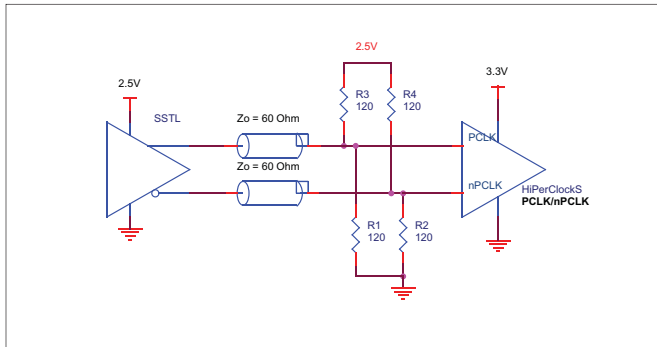 2.5V
2.5V
3.3V
SSTL
Zo = 60 Ohm
R3
120
R4
120
PCLK
Zo = 60 Ohm
nPCLK
HiPerClockS
PCLK/nPCLK
R1
120
R2
120